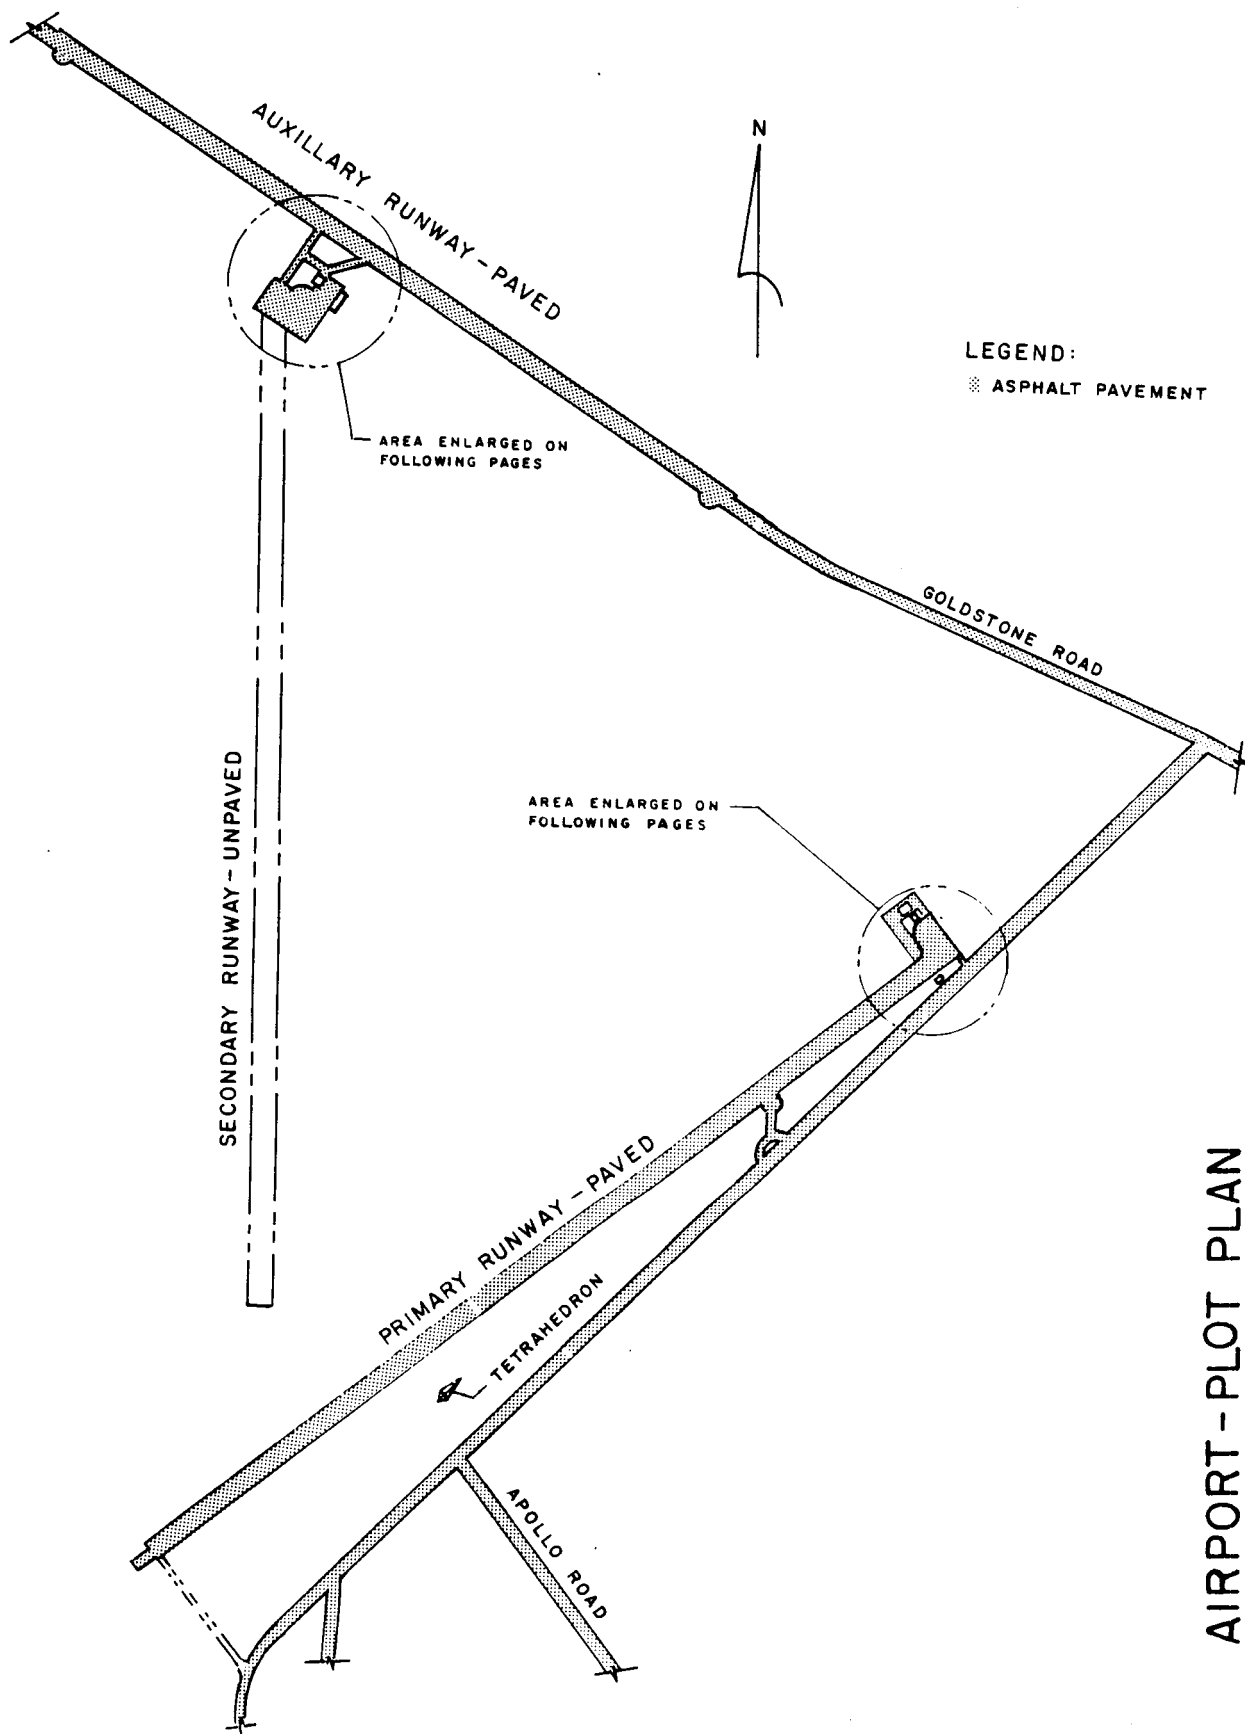 AUXILLARY RUNWAY-PAVED
N
LEGEND:
ASPHALT PAVEMENT
AREA ENLARGED ON
FOLLOWING PAGES
GOLDSTONE ROAD
SECONDARY RUNWAY-UNPAVED
AREA ENLARGED ON
FOLLOWING PAGES
PRIMARY RUNWAY-PAVED
TETRAHEDRON
APOLLO ROAD
AIRPORT-PLOT PLAN